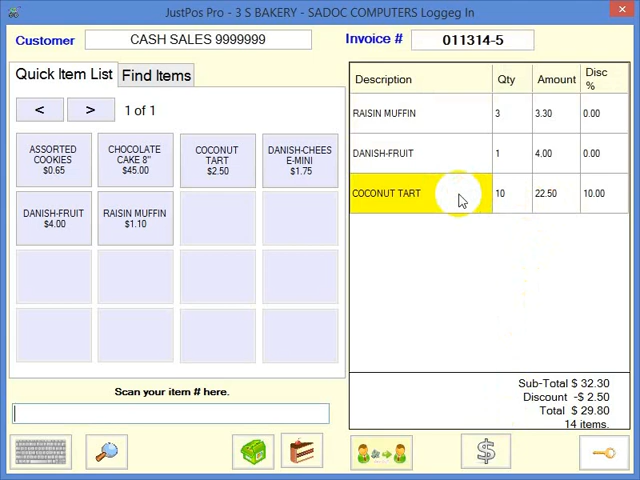 JustPos Pro - 3 S BAKERY - SADOC COMPUTERS Loggeg In
Customer
CASH SALES 9999999
Invoice #
011314-5
Quick Item List
Find Items
<
>
1 of 1
ASSORTED
COOKIES
$0.65
CHOCOLATE
CAKE 8"
$45.00
COCONUT
TART
$2.50
DANISH-CHEES
E-MINI
$1.75
DANISH-FRUIT
$4.00
RAISIN MUFFIN
$1.10
Scan your item # here.
Description Qty Amount Disc
%
RAISIN MUFFIN 3 3.30 0.00
DANISH-FRUIT 1 4.00 0.00
COCONUT TART 10 22.50 10.00
Sub-Total $ 32.30
Discount -$ 2.50
Total $ 29.80
14 items.
$